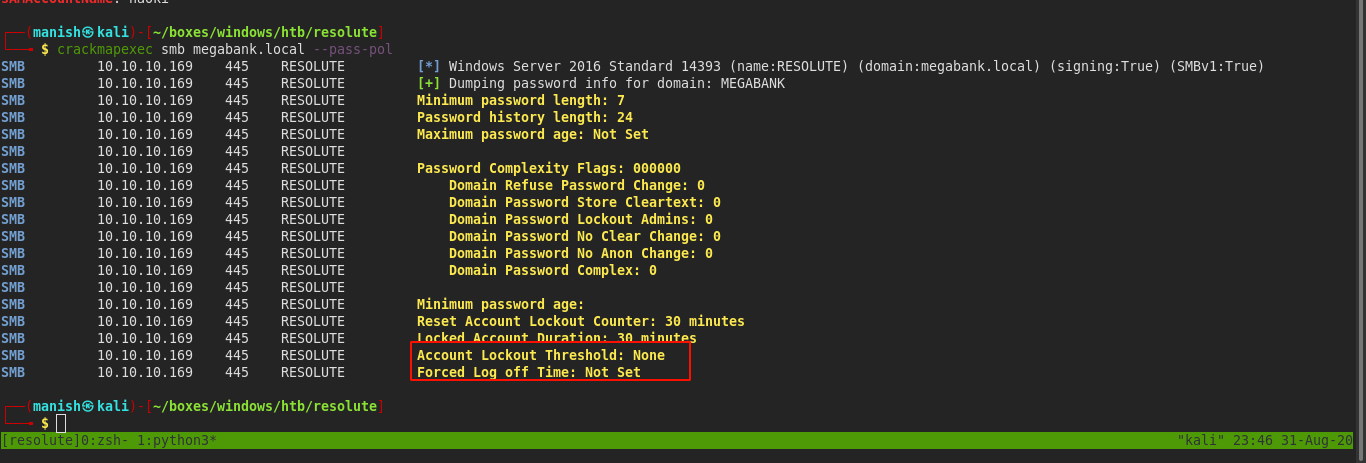 sAMAccountName: naoki
(manish㉿kali)-[~/boxes/windows/htb/resolute]
$ crackmapexec smb megabank.local --pass-pol
SMB 10.10.10.169 445 RESOLUTE [*] Windows Server 2016 Standard 14393 (name:RESOLUTE) (domain:megabank.local) (signing:True) (SMBv1:True)
SMB 10.10.10.169 445 RESOLUTE [+] Dumping password info for domain: MEGABANK
SMB 10.10.10.169 445 RESOLUTE Minimum password length: 7
SMB 10.10.10.169 445 RESOLUTE Password history length: 24
SMB 10.10.10.169 445 RESOLUTE Maximum password age: Not Set
SMB 10.10.10.169 445 RESOLUTE
SMB 10.10.10.169 445 RESOLUTE Password Complexity Flags: 000000
SMB 10.10.10.169 445 RESOLUTE Domain Refuse Password Change: 0
SMB 10.10.10.169 445 RESOLUTE Domain Password Store Cleartext: 0
SMB 10.10.10.169 445 RESOLUTE Domain Password Lockout Admins: 0
SMB 10.10.10.169 445 RESOLUTE Domain Password No Clear Change: 0
SMB 10.10.10.169 445 RESOLUTE Domain Password No Anon Change: 0
SMB 10.10.10.169 445 RESOLUTE Domain Password Complex: 0
SMB 10.10.10.169 445 RESOLUTE
SMB 10.10.10.169 445 RESOLUTE Minimum password age:
SMB 10.10.10.169 445 RESOLUTE Reset Account Lockout Counter: 30 minutes
SMB 10.10.10.169 445 RESOLUTE Locked Account Duration: 30 minutes
SMB 10.10.10.169 445 RESOLUTE Account Lockout Threshold: None
SMB 10.10.10.169 445 RESOLUTE Forced Log off Time: Not Set
(manish㉿kali)-[~/boxes/windows/htb/resolute]
$
[resolute]0:zsh- 1:python3* "kali" 23:46 31-Aug-20